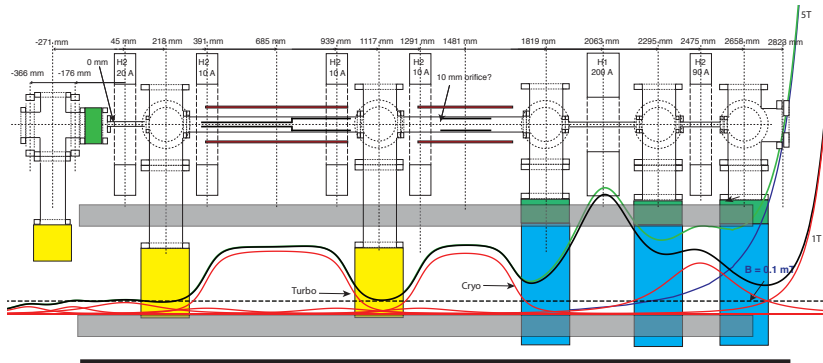 5T
-271 mm
45 mm
218 mm
391 mm
685 mm
939 mm
1117 mm
1291 mm
1481 mm
1819 mm
2063 mm
2295 mm
2475 mm
2658 mm
2823 mm
-366 mm
-176 mm
0 mm
H2
20 A
H2
10 A
H2
10 A
H2
10 A
10 mm orifice?
H1
200 A
H2
90 A
1T
B = 0.1 mT
Turbo
Cryo